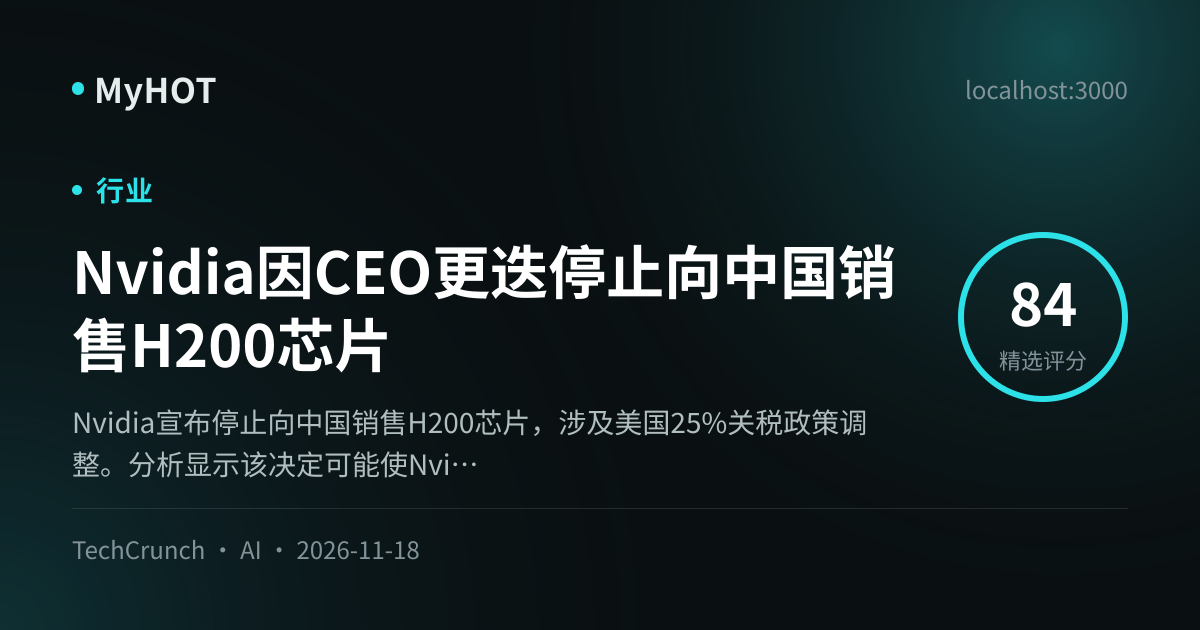 MyHOT
localhost:3000
行业
Nvidia因CEO更迭停止向中国销
售H200芯片
84
精选评分
Nvidia宣布停止向中国销售H200芯片，涉及美国25%关税政策调
整。分析显示该决定可能使Nvi…
TechCrunch · AI · 2026-11-18